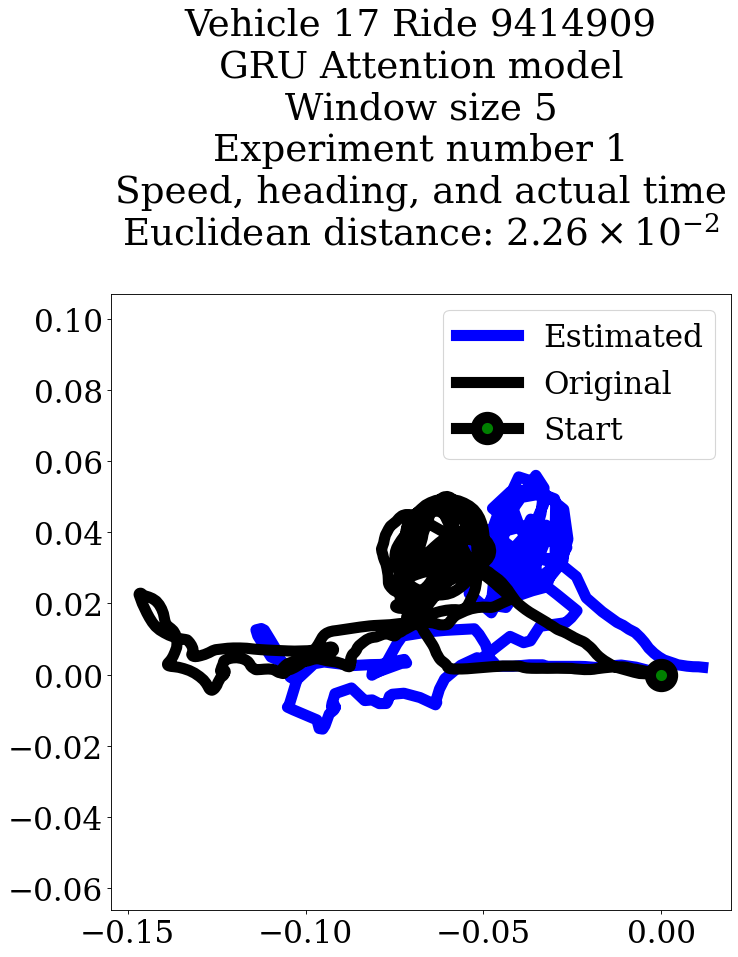 Vehicle 17 Ride 9414909
GRU Attention model
Window size 5
Experiment number 1
Speed, heading, and actual time
Euclidean distance: 2.26 × 10⁻²
Estimated
Original
Start
0.10
0.08
0.06
0.04
0.02
0.00
−0.02
−0.04
−0.06
−0.15
−0.10
−0.05
0.00